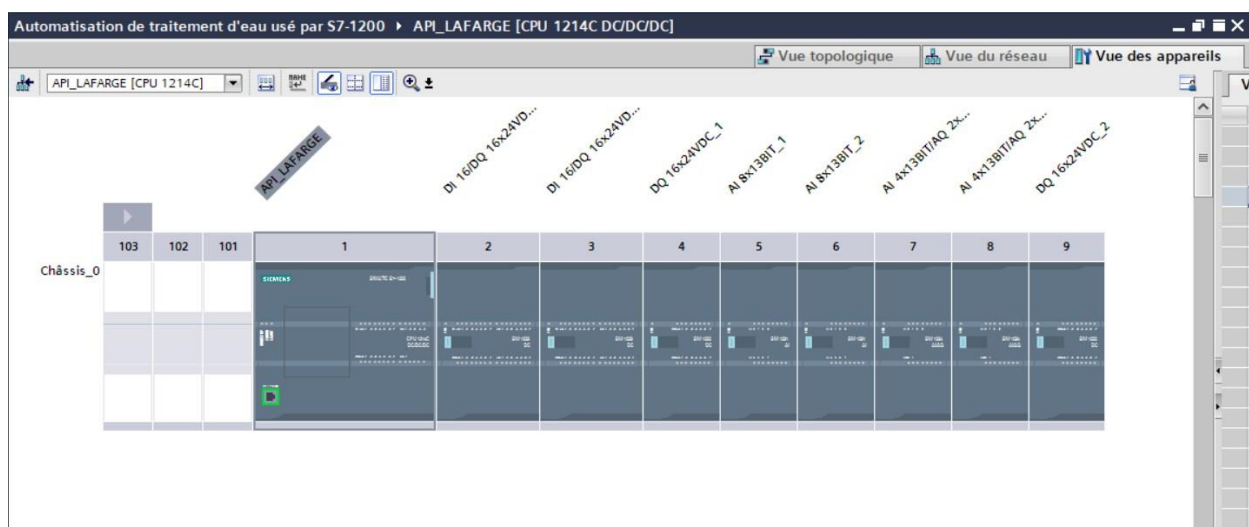 Automatisation de traitement d'eau usé par S7-1200 ▸ API_LAFARGE [CPU 1214C DC/DC/DC]
Vue topologique Vue du réseau Vue des appareils
API_LAFARGE [CPU 1214C]
API_LAFARGE DI 16/DQ 16x24VD... DI 16/DQ 16x24VD... DQ 16x24VDC_1 AI 8x13BIT_1 AI 8x13BIT_2 AI 4x13BIT/AQ 2x... AI 4x13BIT/AQ 2x... DQ 16x24VDC_2
103 102 101 1 2 3 4 5 6 7 8 9
Châssis_0
SIEMENS